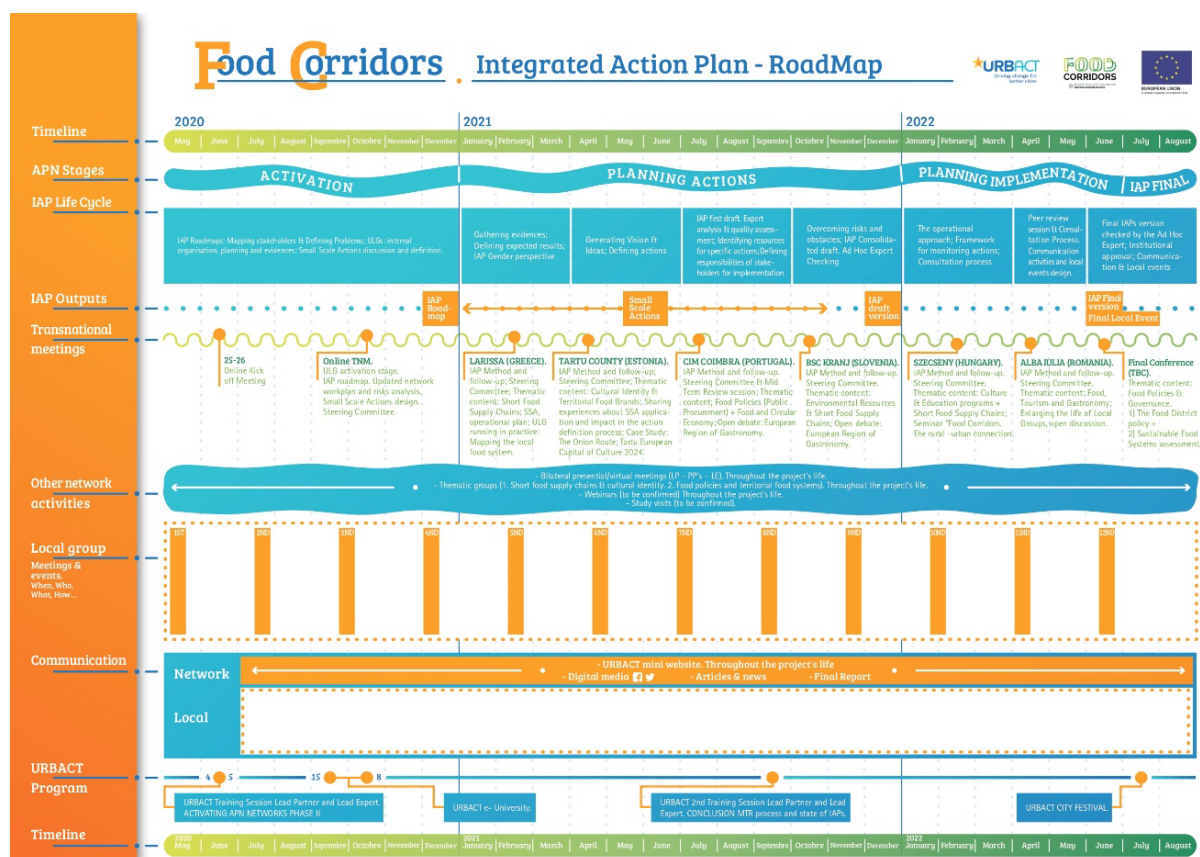 Food Corridors . Integrated Action Plan - RoadMap
URBACT
Driving change for
better cities
FOOD
CORRIDORS
EUROPEAN UNION
2020
2021
2022
Timeline
May June July August Septembre Octobre November December January February March April May June July August Septembre October November December January February March April May June July August
APN Stages
ACTIVATION
PLANNING ACTIONS
PLANNING IMPLEMENTATION
IAP FINAL
IAP Life Cycle
IAP Roadmaps: Mapping stakeholders & Defining Problems; ULGs: internal
organisation, planning and evidences; Small Scale Actions discussion and definition.
Gathering evidences;
Defining expected results;
IAP Gender perspective
Generating Vision &
Ideas; Defining actions
IAP first draft. Expert
analysis & quality assess-
ment; Identifying resources
for specific actions; Defining
responsibilities of stake-
holders for implementation
Overcoming risks and
obstacles; IAP Consolida-
ted draft. Ad Hoc Expert
Checking
The operational
approach; Framework
for monitoring actions;
Consultation process
Peer review
session & Consul-
tation Process.
Communication
activities and local
events design.
Final IAPs version
checked by the Ad Hoc
Expert; Institutional
approval; Communica-
tion & Local events
IAP Outputs
IAP
Road-
map
Small
Scale
Actions
IAP
draft
version
IAP Final
version
Final Local Event
Transnational
meetings
25-26
Online Kick
off Meeting
Online TNM.
ULG activation stage.
IAP roadmap. Updated network
workplan and risks analysis.
Small Scale Actions design.
Steering Committee.
LARISSA (GREECE).
IAP Method and
follow-up; Steering
Committee; Thematic
content: Short Food
Supply Chains; SSA,
operational plan; ULG
running in practice:
Mapping the local
food system.
TARTU COUNTY (ESTONIA).
IAP Method and follow-up;
Steering Committee; Thematic
content: Cultural Identity &
Territorial Food Brands; Sharing
experiences about SSA applica-
tion and impact in the action
definition process; Case Study:
The Onion Route; Tartu European
Capital of Culture 2024.
CIM COIMBRA (PORTUGAL).
IAP Method and follow-up.
Steering Committee & Mid
Term Review session; Thematic
content; Food Policies (Public
Procurement) + Food and Circular
Economy; Open debate: European
Region of Gastronomy.
BSC KRANJ (SLOVENIA).
IAP Method and follow-up.
Steering Committee.
Thematic content:
Environmental Resources
& Short Food Supply
Chains; Open debate:
European Region of
Gastronomy.
SZECSÉNY (HUNGARY).
IAP Method and follow-up.
Steering Committee.
Thematic content: Culture
& Education programs +
Short Food Supply Chains;
Seminar "Food Corridors.
The rural -urban connection.
ALBA IULIA (ROMANIA).
IAP Method and follow-up.
Steering Committee.
Thematic content: Food,
Tourism and Gastronomy;
Enlarging the life of Local
Groups, open discussion.
Final Conference
(TBC).
Thematic content:
Food Policies &
Governance.
1) The Food District
policy +
2) Sustainable Food
Systems assessment.
Other network
activities
- Bilateral presential/virtual meetings (LP – PP's – LE). Throughout the project's life.
- Thematic groups (1. Short food supply chains & cultural identity. 2. Food policies and territorial food systems). Throughout the project's life.
- Webinars (to be confirmed) Throughout the project's life.
- Study visits (to be confirmed).
Local group
Meetings &
events.
When, Who,
What, How...
1ST 2ND 3ND 4ND 5ND 6ND 7ND 8ND 9ND 10ND 11ND 12ND
Communication
Network
- URBACT mini website. Throughout the project's life
- Digital media - Articles & news - Final Report
Local
URBACT
Program
4 5 15 8
URBACT Training Session Lead Partner and Lead Expert.
ACTIVATING APN NETWORKS PHASE II
URBACT e- University.
URBACT 2nd Training Session Lead Partner and Lead
Expert. CONCLUSION MTR process and state of IAPs.
URBACT CITY FESTIVAL
Timeline
2020
2021
2022
May June July August Septembre Octobre November December January February March April May June July August Septembre October November December January February March April May June July August